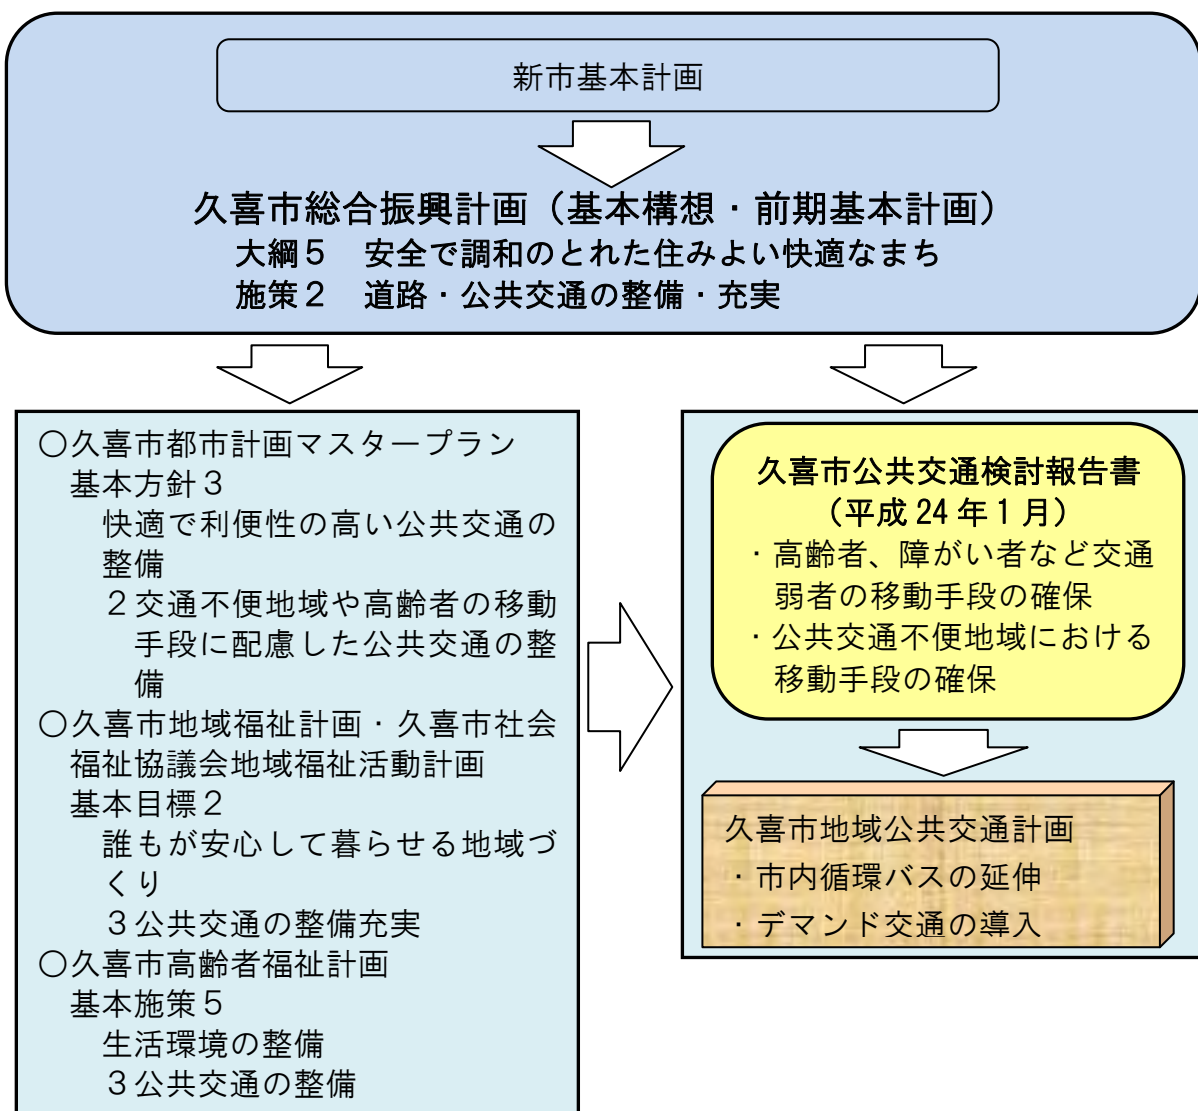 新市基本計画
久喜市総合振興計画（基本構想・前期基本計画）
大綱５　安全で調和のとれた住みよい快適なまち
施策２　道路・公共交通の整備・充実
○久喜市都市計画マスタープラン
基本方針３
快適で利便性の高い公共交通の
整備
２交通不便地域や高齢者の移動
手段に配慮した公共交通の整
備
○久喜市地域福祉計画・久喜市社会
福祉協議会地域福祉活動計画
基本目標２
誰もが安心して暮らせる地域づ
くり
３公共交通の整備充実
○久喜市高齢者福祉計画
基本施策５
生活環境の整備
３公共交通の整備
久喜市公共交通検討報告書
（平成 24 年１月）
・高齢者、障がい者など交通
弱者の移動手段の確保
・公共交通不便地域における
移動手段の確保
久喜市地域公共交通計画
・市内循環バスの延伸
・デマンド交通の導入